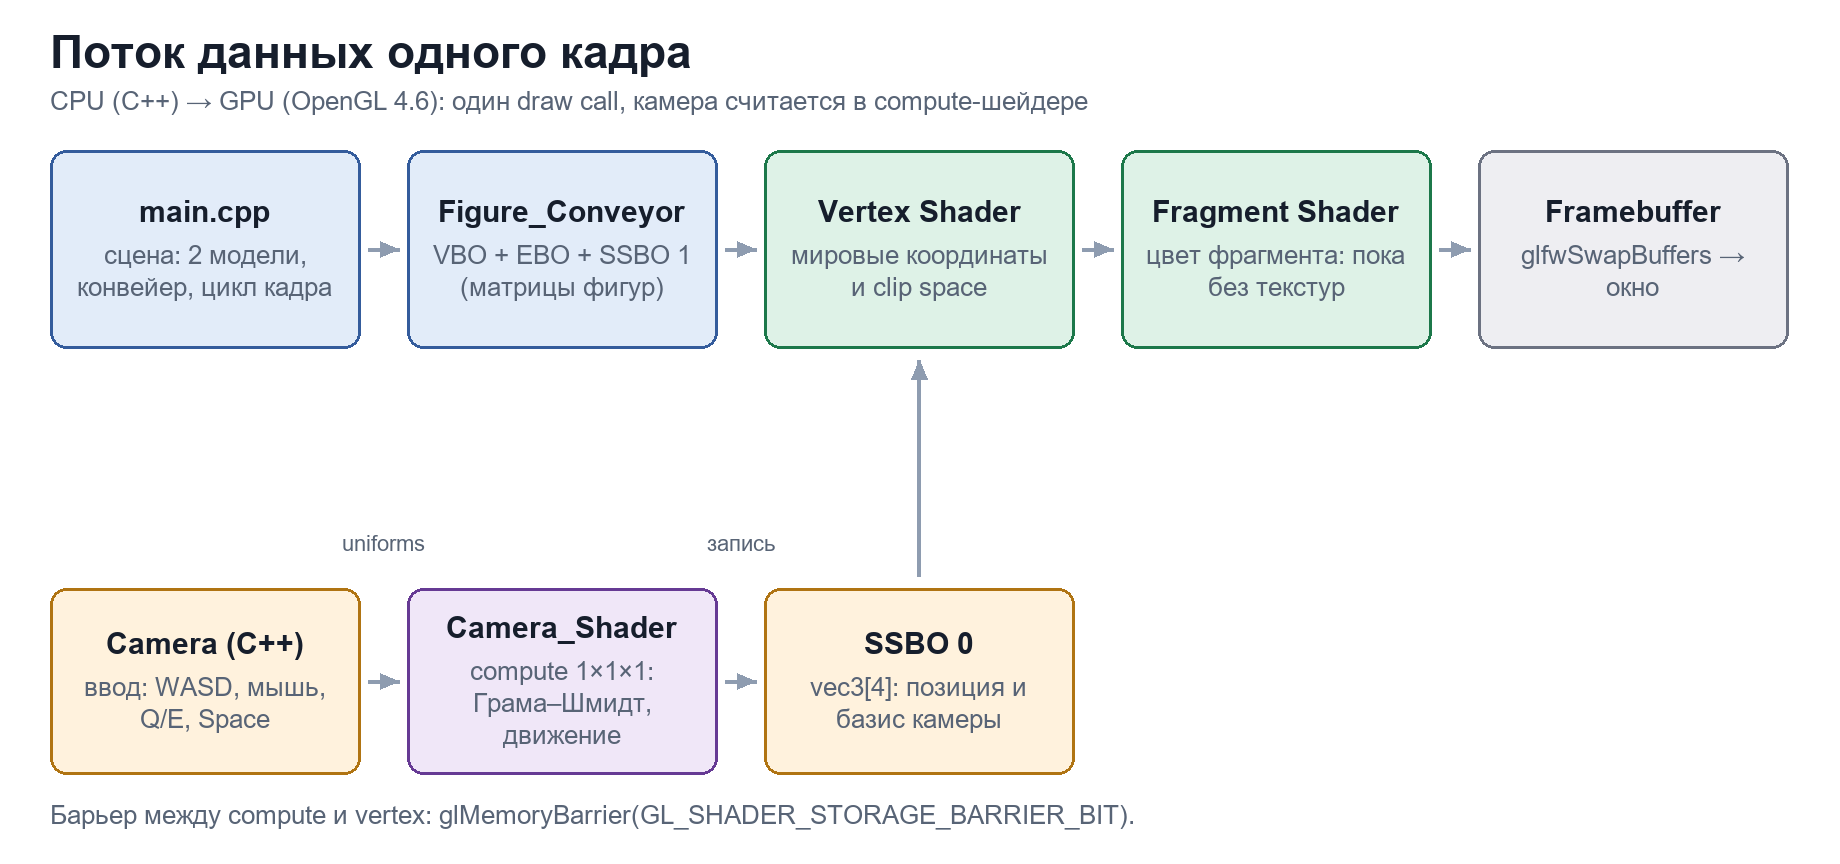 Поток данных одного кадра
CPU (C++) → GPU (OpenGL 4.6): один draw call, камера считается в compute-шейдере
main.cpp
сцена: 2 модели,
конвейер, цикл кадра
Figure_Conveyor
VBO + EBO + SSBO 1
(матрицы фигур)
Vertex Shader
мировые координаты
и clip space
Fragment Shader
цвет фрагмента: пока
без текстур
Framebuffer
glfwSwapBuffers →
окно
uniforms
запись
Camera (C++)
ввод: WASD, мышь,
Q/E, Space
Camera_Shader
compute 1×1×1:
Грама–Шмидт,
движение
SSBO 0
vec3[4]: позиция и
базис камеры
Барьер между compute и vertex: glMemoryBarrier(GL_SHADER_STORAGE_BARRIER_BIT).